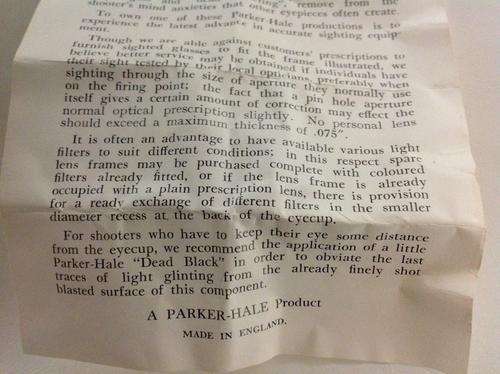 shooter's mind anxieties that other eyepieces often create.
To own one of these Parker-Hale productions is to
experience the latest advance in accurate sighting equip-
ment.
Though we are able against customers' prescriptions to
furnish sighted glasses to fit the frame illustrated, we
believe better service may be obtained if individuals have
their sight tested by their local opticians, preferably when
sighting through the size of aperture they normally use
on the firing point; the fact that a pin hole aperture
itself gives a certain amount of correction may effect the
normal optical prescription slightly. No personal lens
should exceed a maximum thickness of .075".
It is often an advantage to have available various light
filters to suit different conditions; in this respect spare
lens frames may be purchased complete with coloured
filters already fitted, or if the lens frame is already
occupied with a plain prescription lens, there is provision
for a ready exchange of different filters in the smaller
diameter recess at the back of the eyecup.
For shooters who have to keep their eye some distance
from the eyecup, we recommend the application of a little
Parker-Hale "Dead Black" in order to obviate the last
traces of light glinting from the already finely shot
blasted surface of this component.
A PARKER-HALE Product
MADE IN ENGLAND.